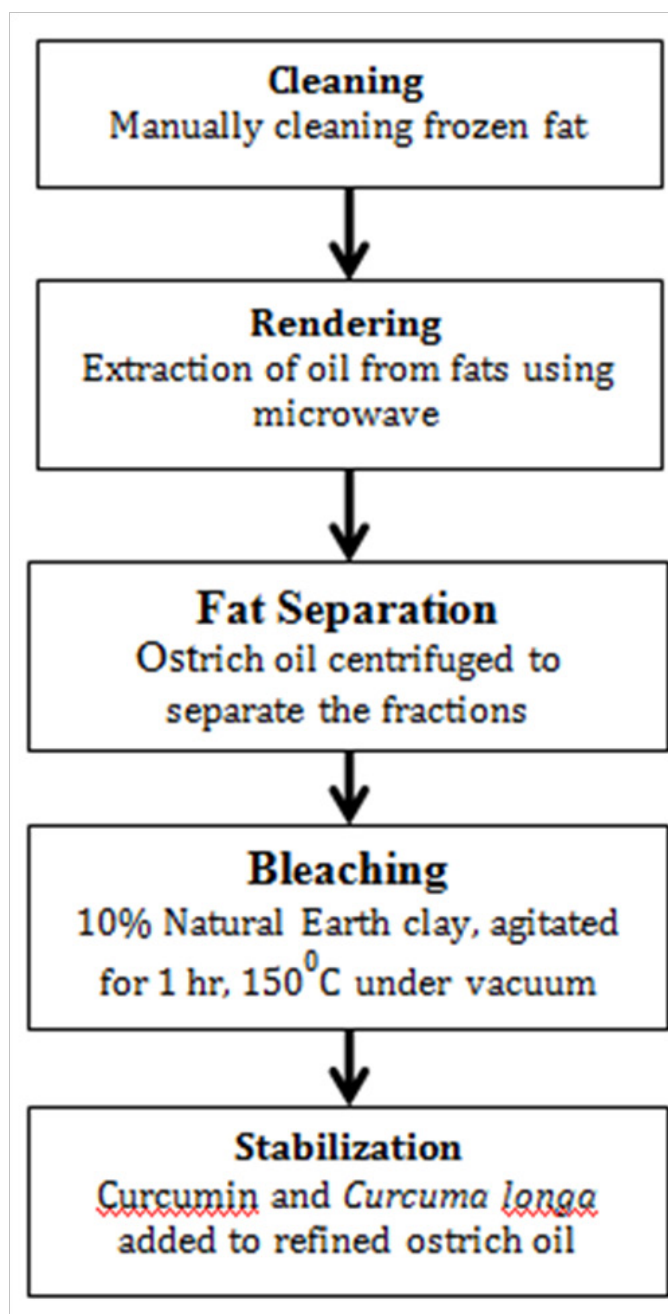 Cleaning
Manually cleaning frozen fat
Rendering
Extraction of oil from fats using
microwave
Fat Separation
Ostrich oil centrifuged to
separate the fractions
Bleaching
10% Natural Earth clay, agitated
for 1 hr, 150⁰C under vacuum
Stabilization
Curcumin and Curcuma longa
added to refined ostrich oil